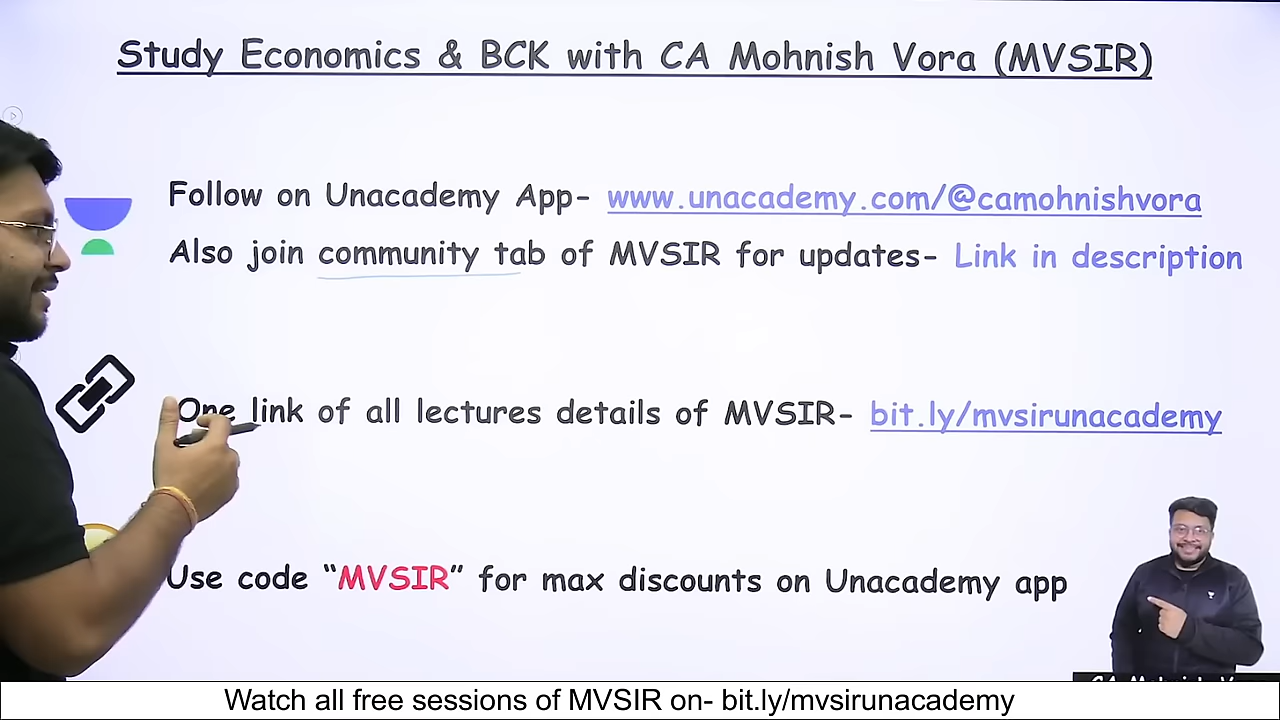 Study Economics & BCK with CA Mohnish Vora (MVSIR)
Follow on Unacademy App- www.unacademy.com/@camohnishvora
Also join community tab of MVSIR for updates- Link in description
One link of all lectures details of MVSIR- bit.ly/mvsirunacademy
Use code “MVSIR” for max discounts on Unacademy app
Watch all free sessions of MVSIR on- bit.ly/mvsirunacademy